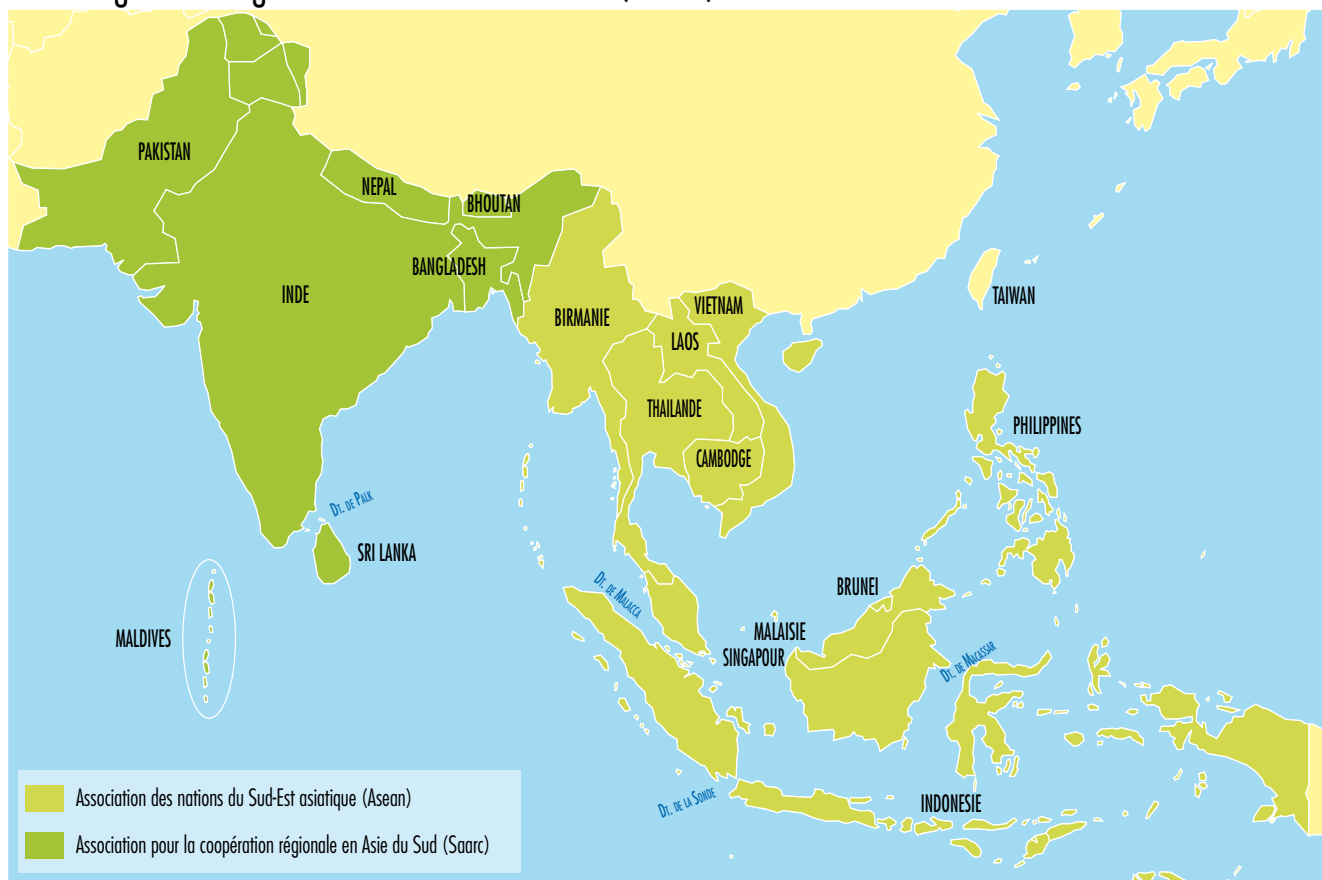 PAKISTAN
NEPAL
BHOUTAN
BANGLADESH
INDE
BIRMANIE
VIETNAM
LAOS
TAIWAN
THAILANDE
PHILIPPINES
CAMBODGE
DT. DE PALK
SRI LANKA
DT. DE MALACCA
BRUNEI
MALDIVES
MALAISIE
SINGAPOUR
DT. DE MACASSAR
DT. DE LA SONDE
INDONESIE
Association des nations du Sud-Est asiatique (Asean)
Association pour la coopération régionale en Asie du Sud (Saarc)